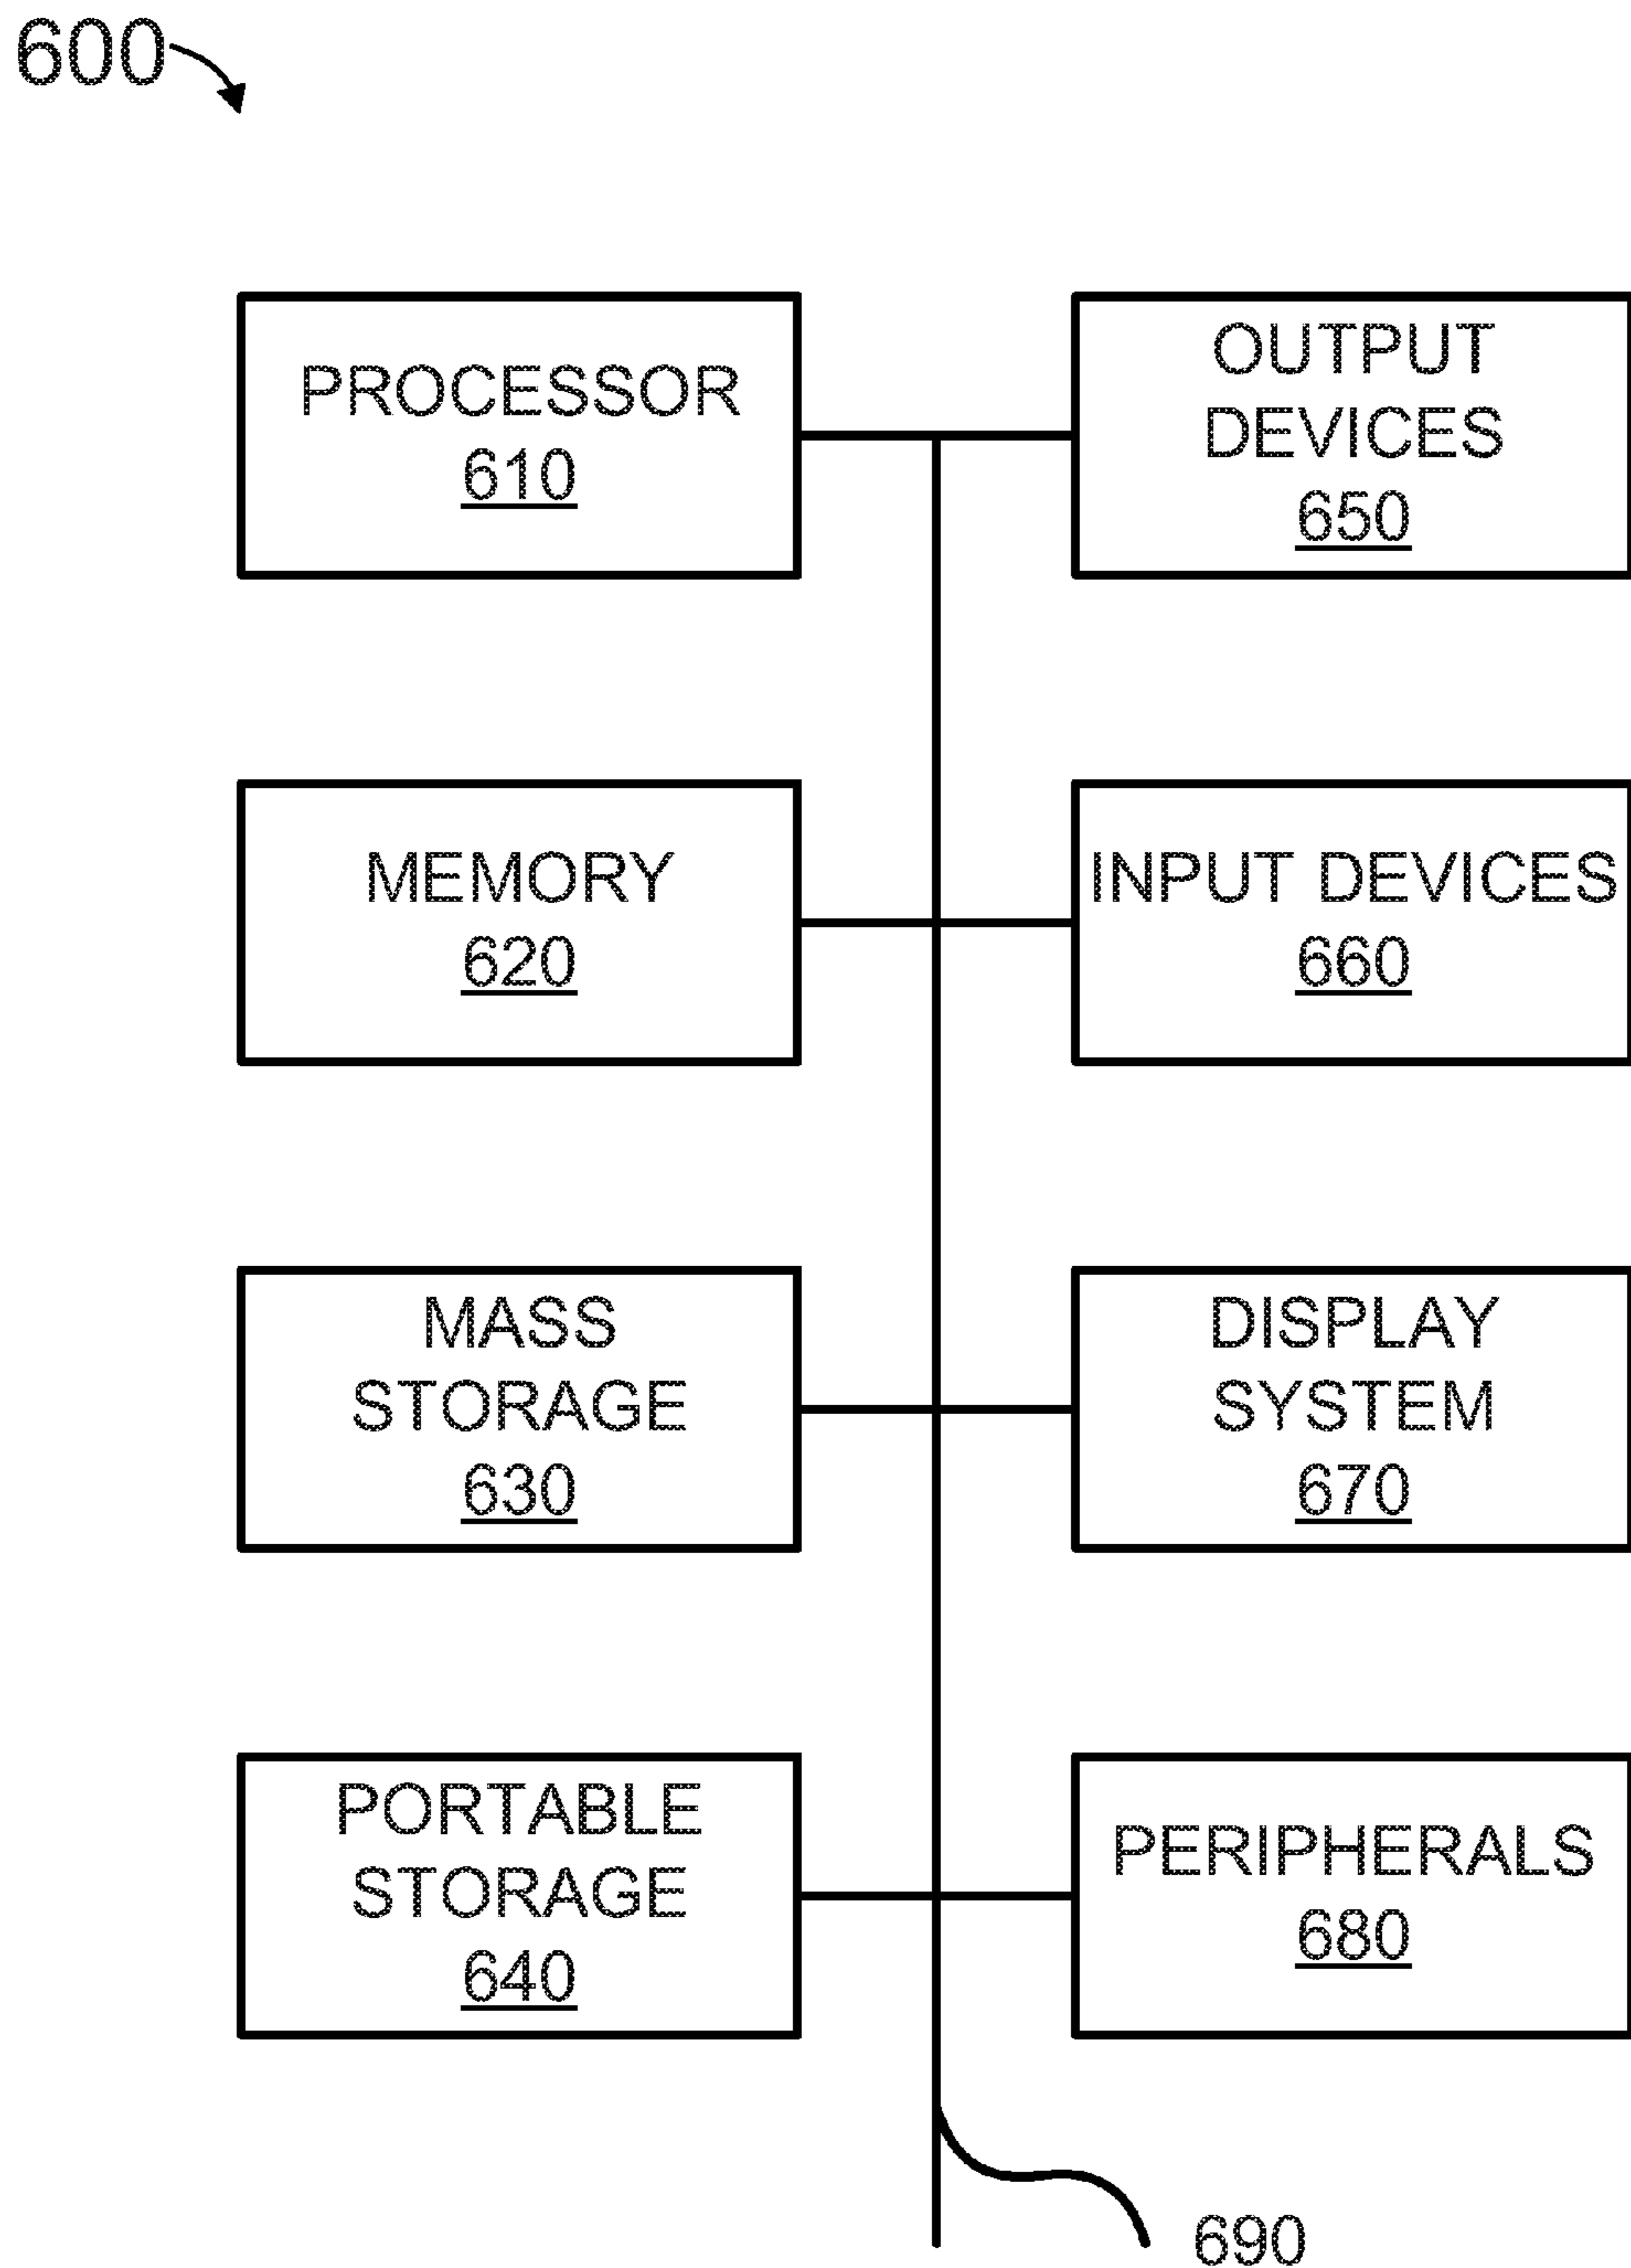 600
PROCESSOR
610
OUTPUT
DEVICES
650
MEMORY
620
INPUT DEVICES
660
MASS
STORAGE
630
DISPLAY
SYSTEM
670
PORTABLE
STORAGE
640
PERIPHERALS
680
690